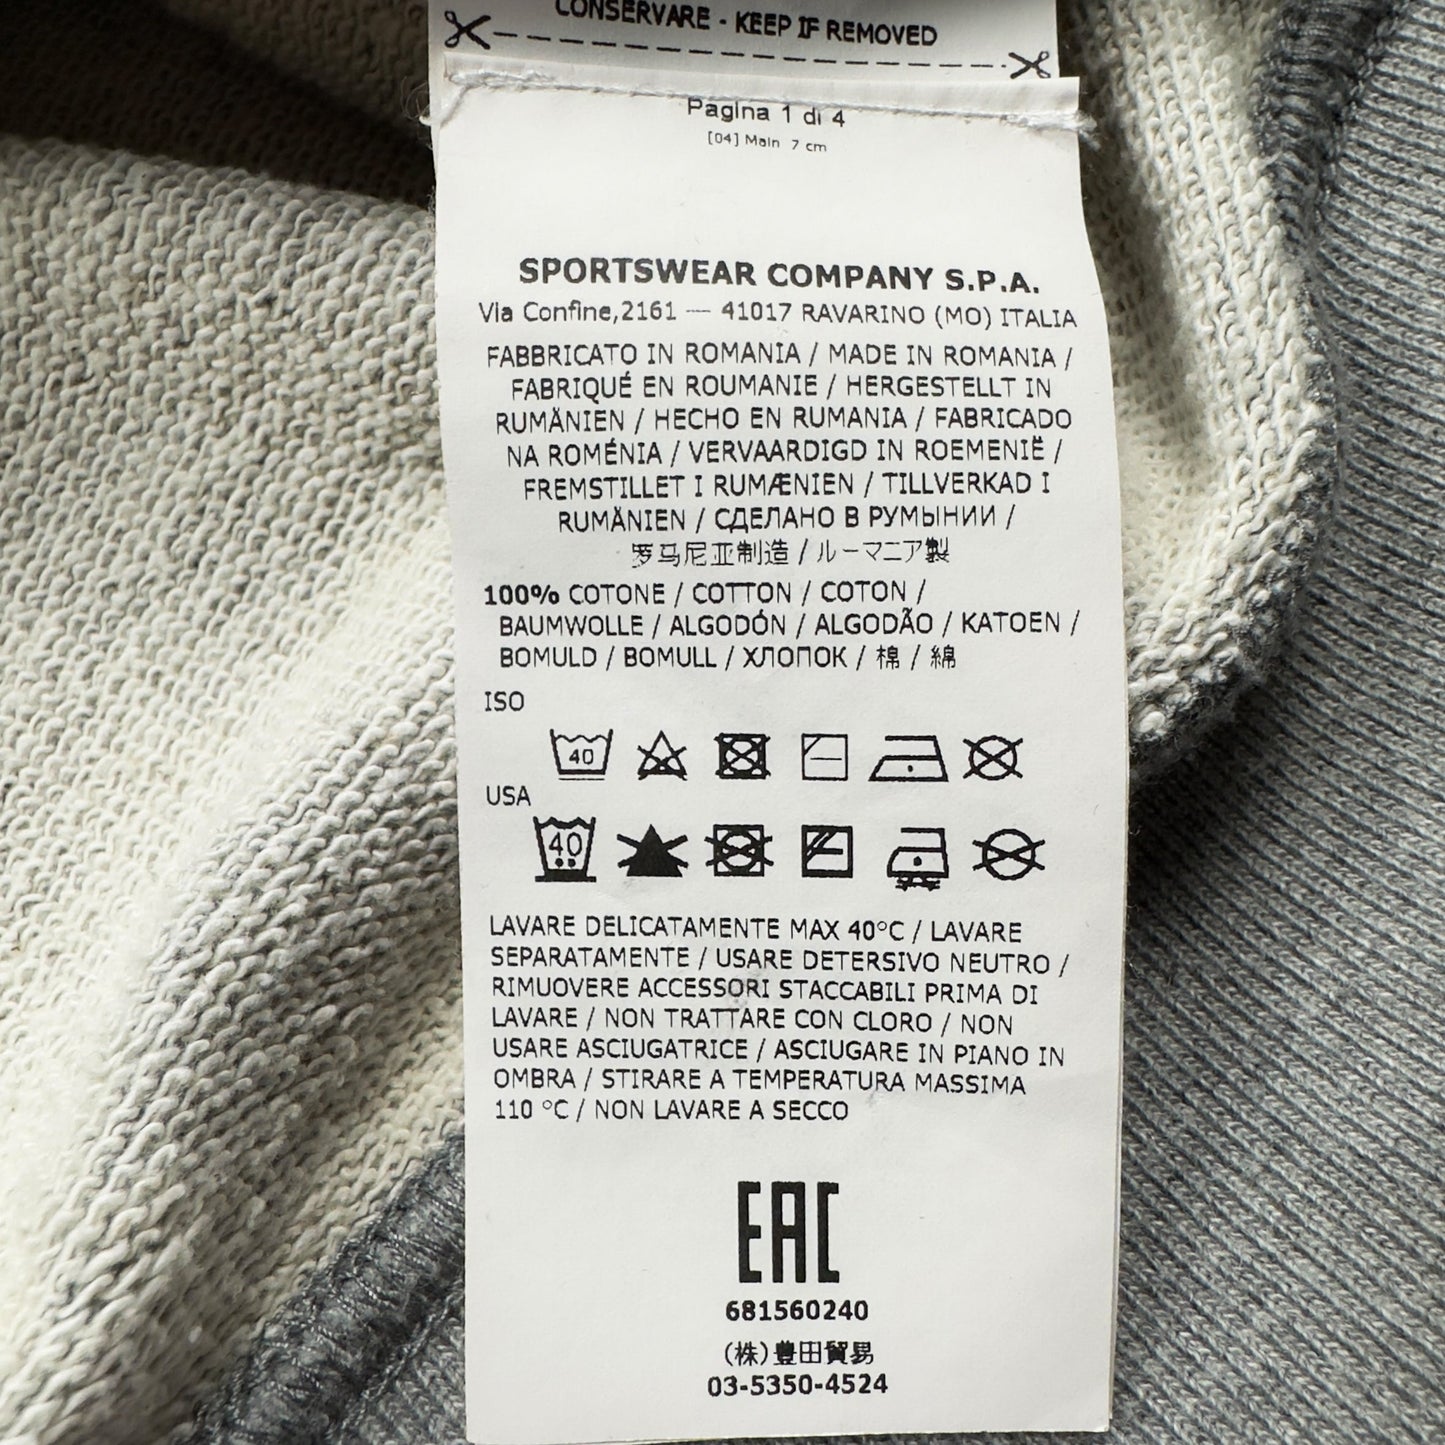 CONSERVARE - KEEP IF REMOVED
Pagina 1 di 4
[04] Main 7 cm
SPORTSWEAR COMPANY S.P.A.
Via Confine,2161 — 41017 RAVARINO (MO) ITALIA
FABBRICATO IN ROMANIA / MADE IN ROMANIA /
FABRIQUÉ EN ROUMANIE / HERGESTELLT IN
RUMÄNIEN / HECHO EN RUMANIA / FABRICADO
NA ROMÉNIA / VERVAARDIGD IN ROEMENIË /
FREMSTILLET I RUMÆNIEN / TILLVERKAD I
RUMÄNIEN / СДЕЛАНО В РУМЫНИИ /
罗马尼亚制造 / ルーマニア製
100% COTONE / COTTON / COTON /
BAUMWOLLE / ALGODÓN / ALGODÃO / KATOEN /
BOMULD / BOMULL / ХЛОПОК / 棉 / 綿
ISO
40
USA
40
LAVARE DELICATAMENTE MAX 40°C / LAVARE
SEPARATAMENTE / USARE DETERSIVO NEUTRO /
RIMUOVERE ACCESSORI STACCABILI PRIMA DI
LAVARE / NON TRATTARE CON CLORO / NON
USARE ASCIUGATRICE / ASCIUGARE IN PIANO IN
OMBRA / STIRARE A TEMPERATURA MASSIMA
110 °C / NON LAVARE A SECCO
EAC
681560240
(株)豊田貿易
03-5350-4524